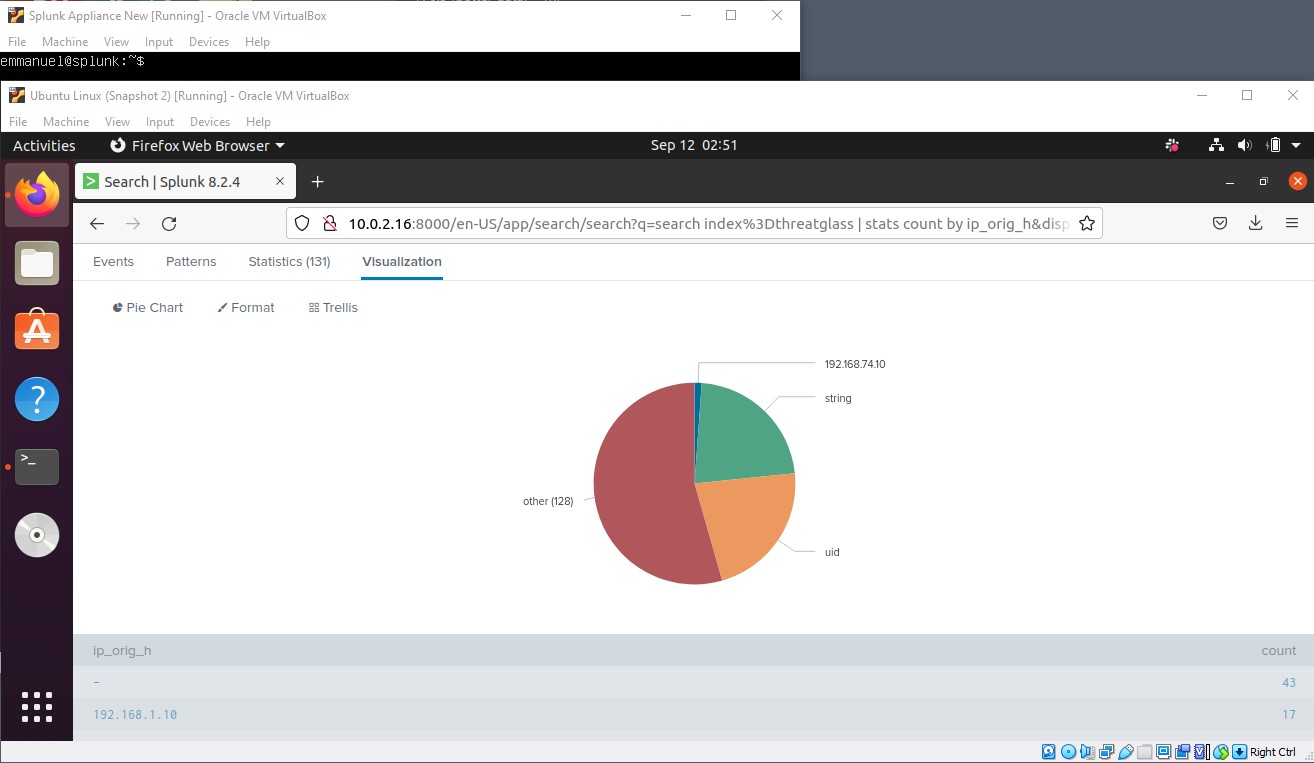 Splunk Appliance New [Running] - Oracle VM VirtualBox
File Machine View Input Devices Help
emmanuel@splunk:~$
Ubuntu Linux (Snapshot 2) [Running] - Oracle VM VirtualBox
File Machine View Input Devices Help
Activities Firefox Web Browser Sep 12 02:51
Search | Splunk 8.2.4
10.0.2.16:8000/en-US/app/search/search?q=search index%3Dthreatglass | stats count by ip_orig_h&disp
Events Patterns Statistics (131) Visualization
Pie Chart Format Trellis
192.168.74.10
string
other (128)
uid
ip_orig_h count
- 43
192.168.1.10 17
Right Ctrl